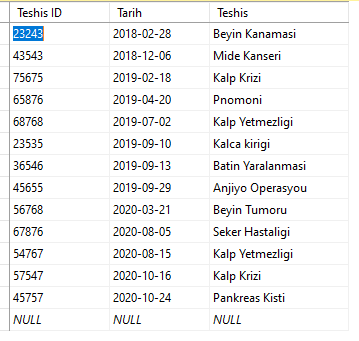 Teshis ID Tarih Teshis
23243 2018-02-28 Beyin Kanamasi
43543 2018-12-06 Mide Kanseri
75675 2019-02-18 Kalp Krizi
65876 2019-04-20 Pnomoni
68768 2019-07-02 Kalp Yetmezligi
23535 2019-09-10 Kalca kirigi
36546 2019-09-13 Batin Yaralanmasi
45655 2019-09-29 Anjiyo Operasyou
56768 2020-03-21 Beyin Tumoru
67876 2020-08-05 Seker Hastaligi
54767 2020-08-15 Kalp Yetmezligi
57547 2020-10-16 Kalp Krizi
45757 2020-10-24 Pankreas Kisti
NULL NULL NULL